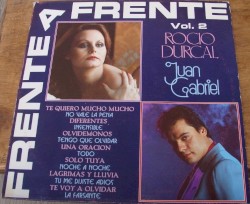 FRENTE A FRENTE
Vol. 2
ROCIO
DURCAL
Juan
Gabriel
TE QUIERO MUCHO MUCHO
NO VALE LA PENA
DIFERENTES
INSENSIBLE
OLVIDEMONOS
TENGO QUE OLVIDAR
UNA ORACION
TODO
SOLO TUYA
NOCHE A NOCHE
LAGRIMAS Y LLUVIA
TU ME DIJISTE ADIOS
TE VOY A OLVIDAR
LA FARSANTE